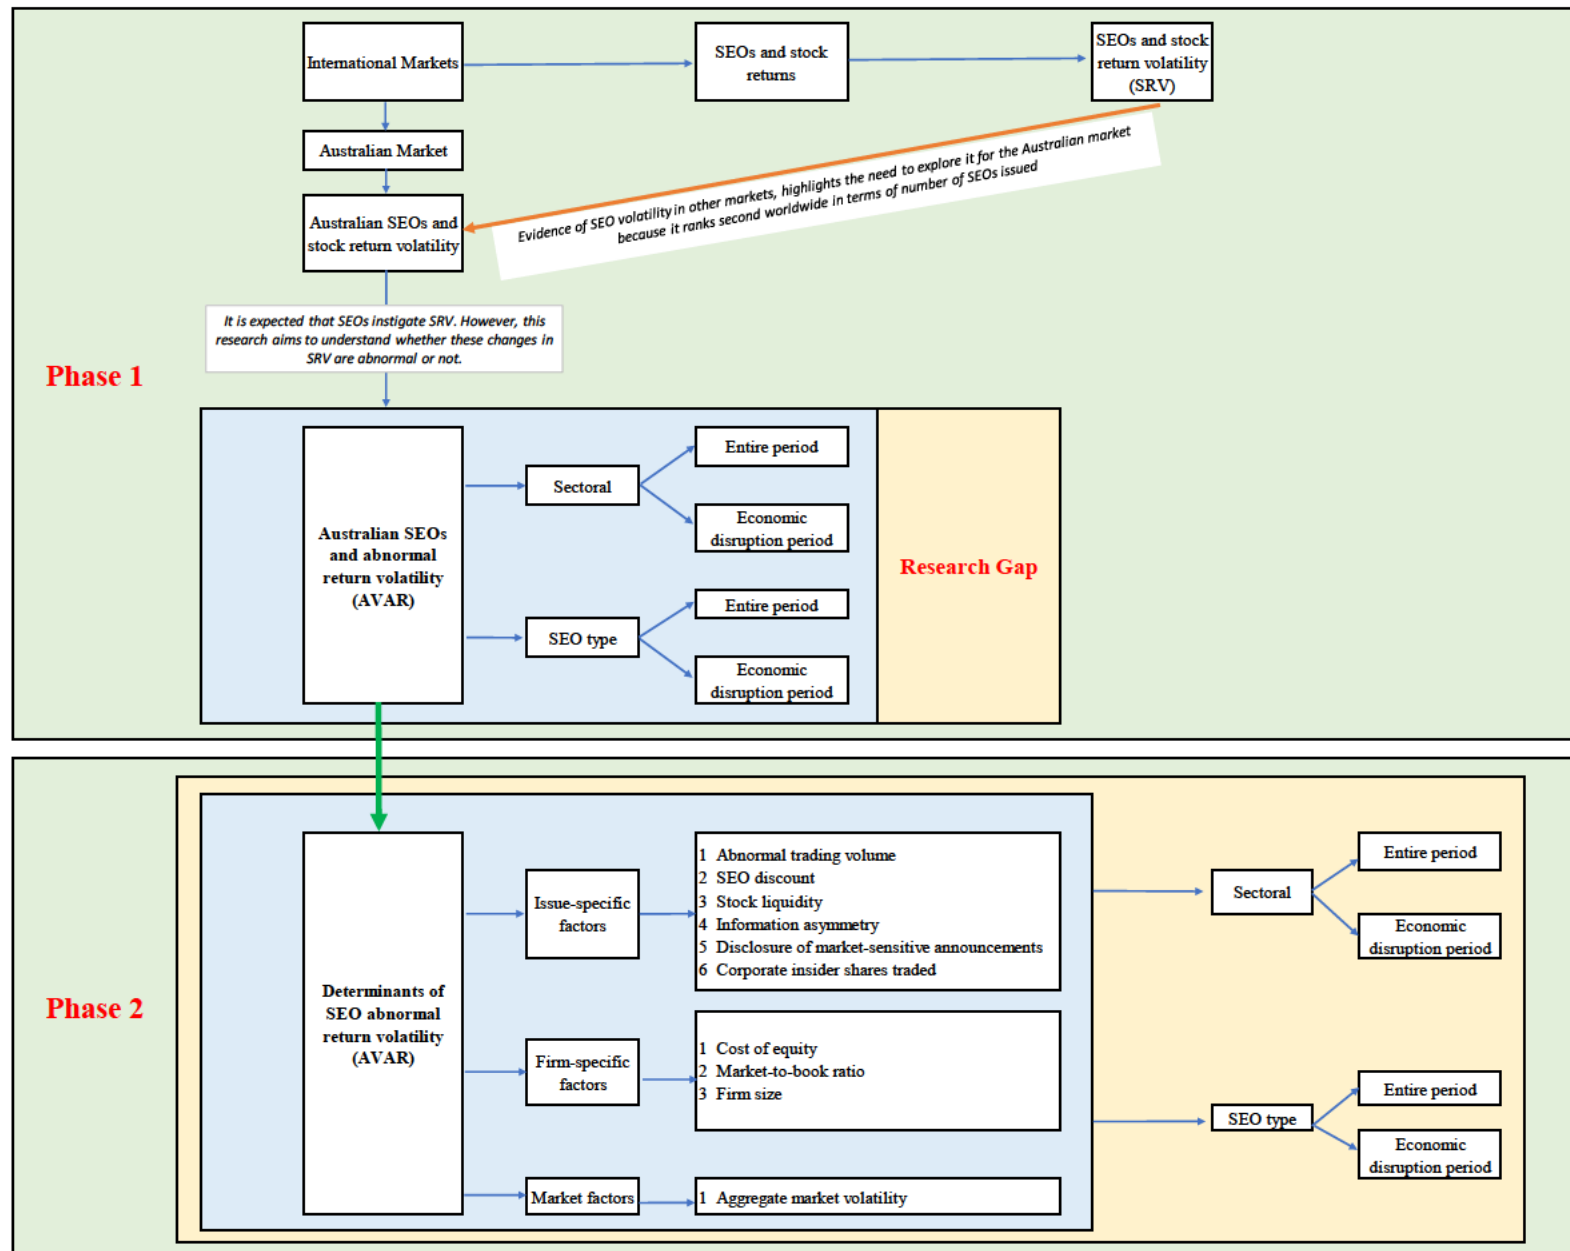 International Markets
SEOs and stock
returns
SEOs and stock
return volatility
(SRV)
Australian Market
Evidence of SEO volatility in other markets, highlights the need to explore it for the Australian market
because it ranks second worldwide in terms of number of SEOs issued
Australian SEOs and
stock return volatility
It is expected that SEOs instigate SRV. However, this
research aims to understand whether these changes in
SRV are abnormal or not.
Phase 1
Australian SEOs
and abnormal
return volatility
(AVAR)
Sectoral
Entire period
Economic
disruption period
SEO type
Entire period
Economic
disruption period
Research Gap
Phase 2
Determinants of
SEO abnormal
return volatility
(AVAR)
Issue-specific
factors
1 Abnormal trading volume
2 SEO discount
3 Stock liquidity
4 Information asymmetry
5 Disclosure of market-sensitive announcements
6 Corporate insider shares traded
Firm-specific
factors
1 Cost of equity
2 Market-to-book ratio
3 Firm size
Market factors
1 Aggregate market volatility
Sectoral
Entire period
Economic
disruption period
SEO type
Entire period
Economic
disruption period